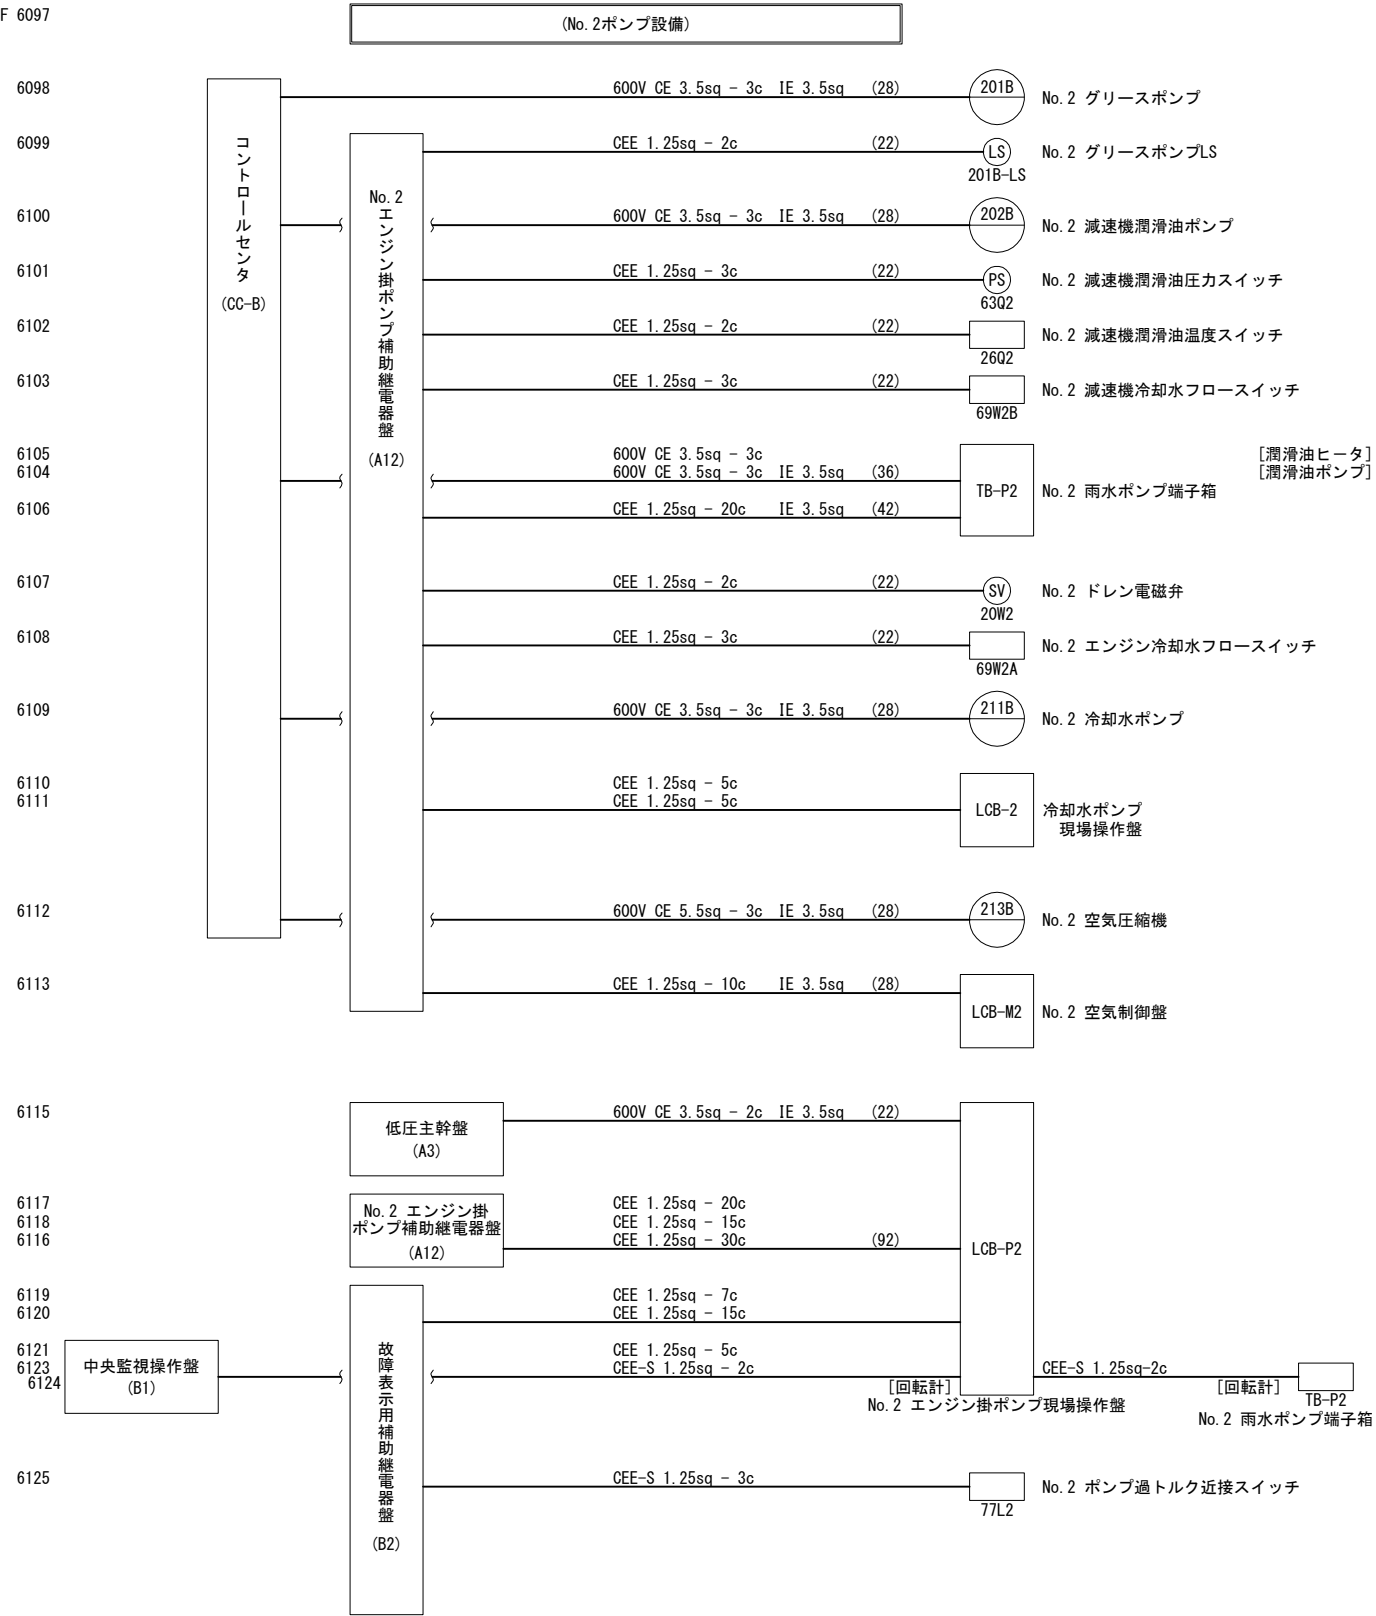 F 6097
(No.2ポンプ設備)
6098
600V CE 3.5sq - 3c IE 3.5sq (28)
201B
No.2 グリースポンプ
コントロールセンタ
(CC-B)
6099
CEE 1.25sq - 2c (22)
LS
201B-LS
No.2 グリースポンプLS
No.2
エンジン掛ポンプ補助継電器盤
(A12)
6100
600V CE 3.5sq - 3c IE 3.5sq (28)
202B
No.2 減速機潤滑油ポンプ
6101
CEE 1.25sq - 3c (22)
PS
63Q2
No.2 減速機潤滑油圧力スイッチ
6102
CEE 1.25sq - 2c (22)
26Q2
No.2 減速機潤滑油温度スイッチ
6103
CEE 1.25sq - 3c (22)
69W2B
No.2 減速機冷却水フロースイッチ
6105
600V CE 3.5sq - 3c
[潤滑油ヒータ]
6104
600V CE 3.5sq - 3c IE 3.5sq (36)
[潤滑油ポンプ]
TB-P2
No.2 雨水ポンプ端子箱
6106
CEE 1.25sq - 20c IE 3.5sq (42)
6107
CEE 1.25sq - 2c (22)
SV
20W2
No.2 ドレン電磁弁
6108
CEE 1.25sq - 3c (22)
69W2A
No.2 エンジン冷却水フロースイッチ
6109
600V CE 3.5sq - 3c IE 3.5sq (28)
211B
No.2 冷却水ポンプ
6110
CEE 1.25sq - 5c
6111
CEE 1.25sq - 5c
LCB-2
冷却水ポンプ
現場操作盤
6112
600V CE 5.5sq - 3c IE 3.5sq (28)
213B
No.2 空気圧縮機
6113
CEE 1.25sq - 10c IE 3.5sq (28)
LCB-M2
No.2 空気制御盤
6115
低圧主幹盤
(A3)
600V CE 3.5sq - 2c IE 3.5sq (22)
6117
CEE 1.25sq - 20c
6118
CEE 1.25sq - 15c
6116
CEE 1.25sq - 30c (92)
No.2 エンジン掛
ポンプ補助継電器盤
(A12)
LCB-P2
6119
CEE 1.25sq - 7c
6120
CEE 1.25sq - 15c
6121
CEE 1.25sq - 5c
6123
CEE-S 1.25sq - 2c
CEE-S 1.25sq-2c
6124
中央監視操作盤
(B1)
故障表示用補助継電器盤
(B2)
[回転計]
No.2 エンジン掛ポンプ現場操作盤
[回転計]
TB-P2
No.2 雨水ポンプ端子箱
6125
CEE-S 1.25sq - 3c
77L2
No.2 ポンプ過トルク近接スイッチ